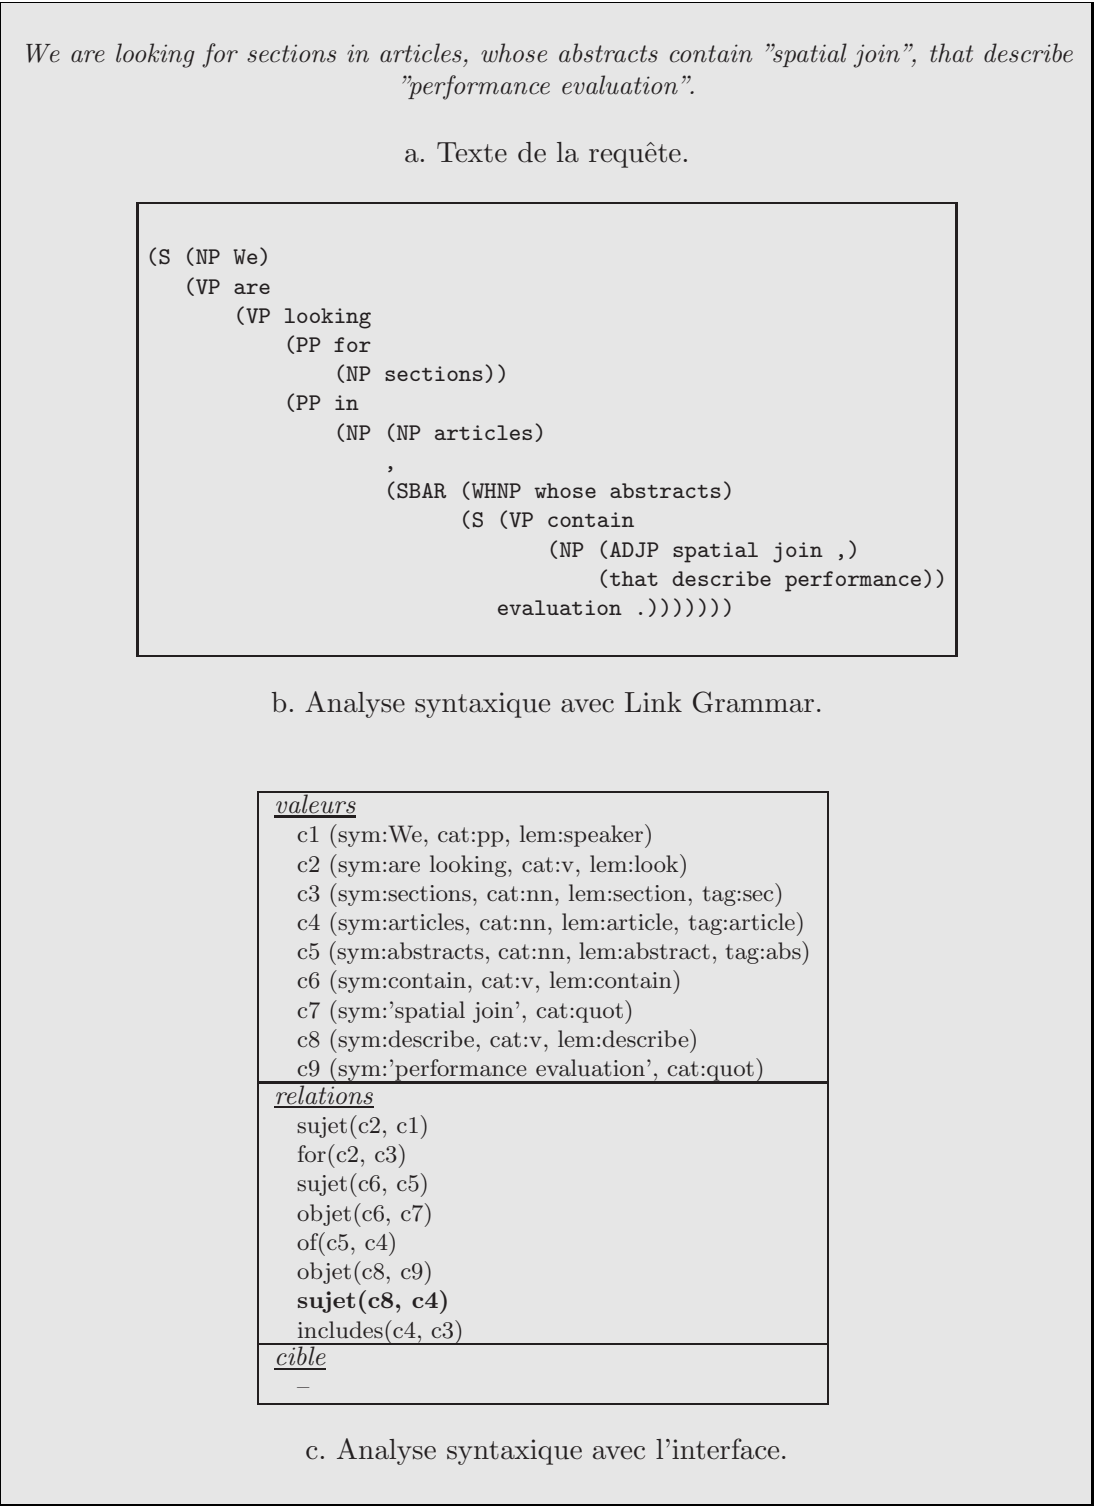 We are looking for sections in articles, whose abstracts contain ”spatial join”, that describe
”performance evaluation”.
a. Texte de la requête.
(S (NP We)
(VP are
(VP looking
(PP for
(NP sections))
(PP in
(NP (NP articles)
,
(SBAR (WHNP whose abstracts)
(S (VP contain
(NP (ADJP spatial join ,)
(that describe performance))
evaluation .)))))))
b. Analyse syntaxique avec Link Grammar.
valeurs
c1 (sym:We, cat:pp, lem:speaker)
c2 (sym:are looking, cat:v, lem:look)
c3 (sym:sections, cat:nn, lem:section, tag:sec)
c4 (sym:articles, cat:nn, lem:article, tag:article)
c5 (sym:abstracts, cat:nn, lem:abstract, tag:abs)
c6 (sym:contain, cat:v, lem:contain)
c7 (sym:'spatial join', cat:quot)
c8 (sym:describe, cat:v, lem:describe)
c9 (sym:'performance evaluation', cat:quot)
relations
sujet(c2, c1)
for(c2, c3)
sujet(c6, c5)
objet(c6, c7)
of(c5, c4)
objet(c8, c9)
sujet(c8, c4)
includes(c4, c3)
cible
–
c. Analyse syntaxique avec l'interface.